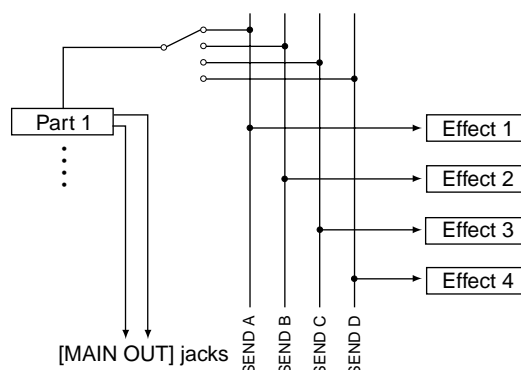 Part 1
Effect 1
Effect 2
Effect 3
Effect 4
[MAIN OUT] jacks
SEND A
SEND B
SEND C
SEND D